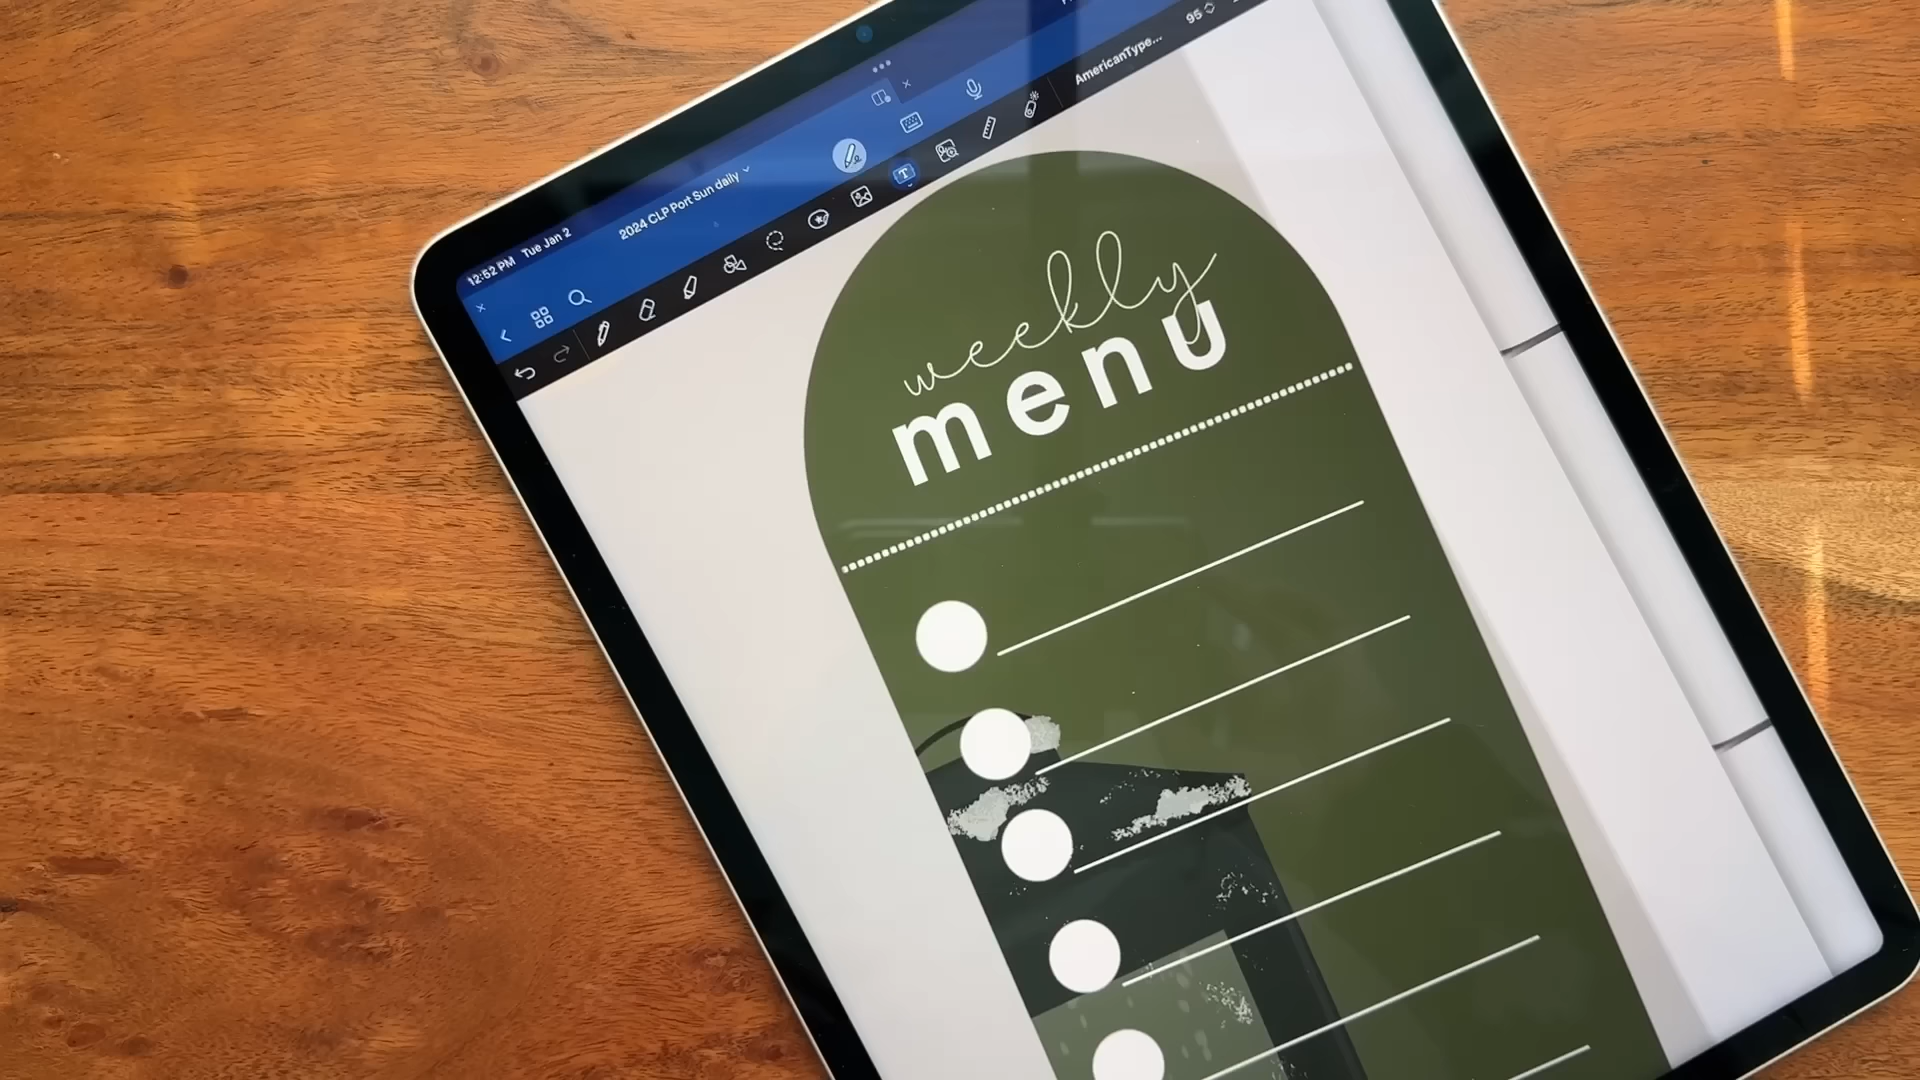 12:52 PM Tue Jan 2
2024 CLP Port Sun daily
AmericanType... 95
weekly
menu